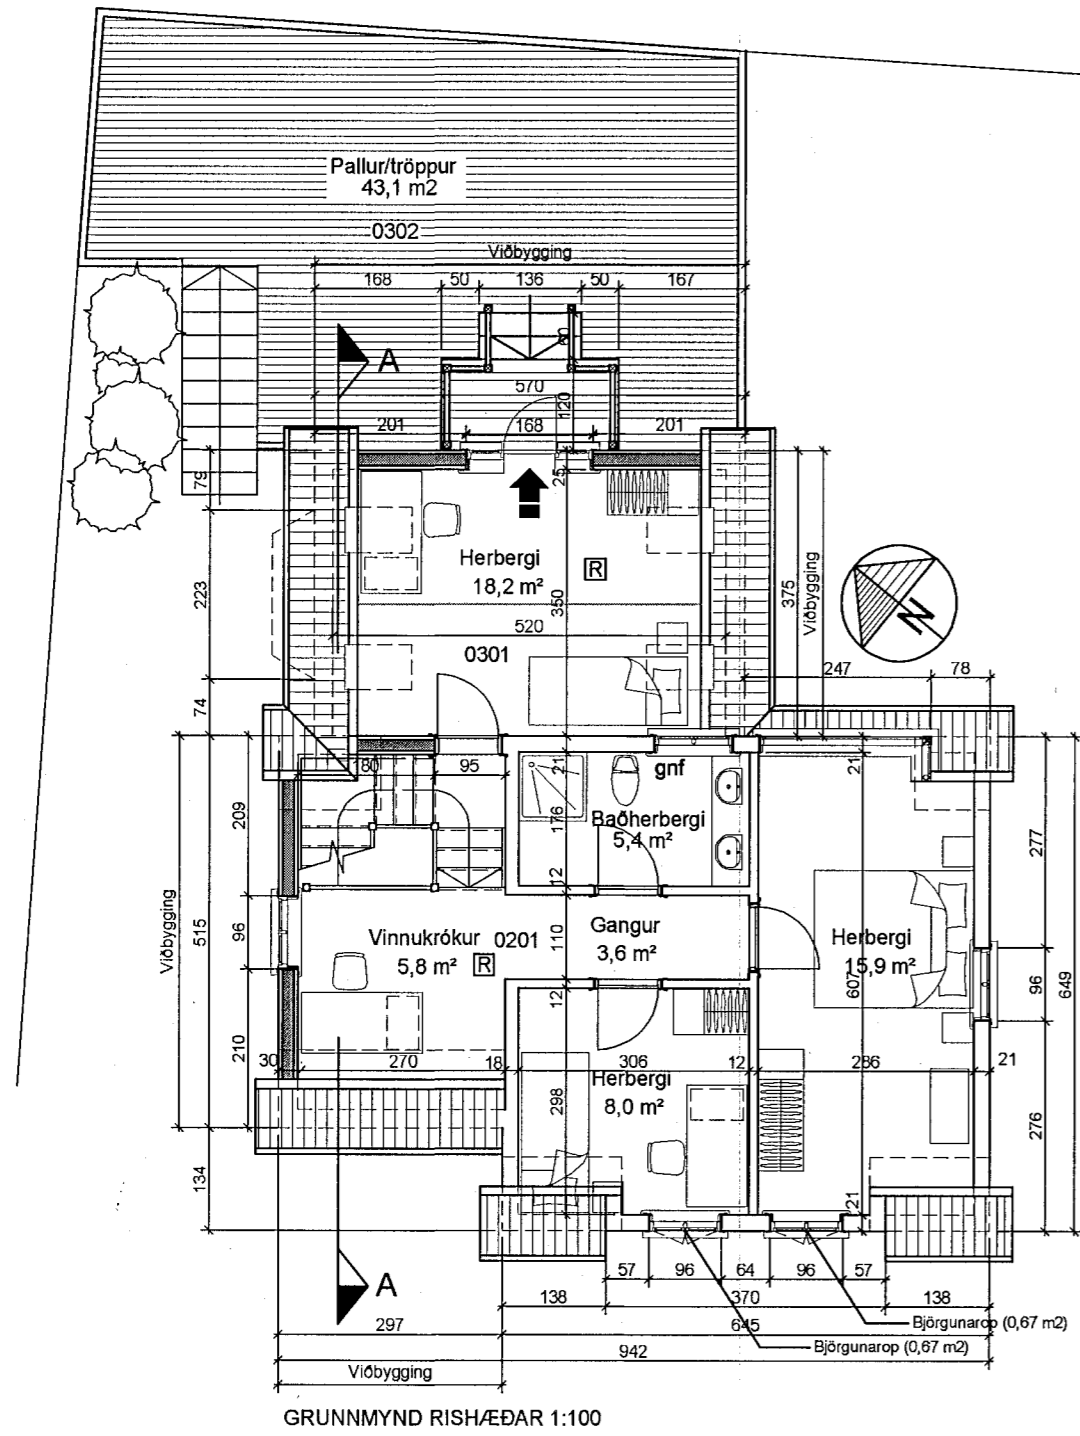 Pallur/tröppur
43,1 m2
0302
Viðbygging
168 50 136 50 167
60
A
570
120
201 168 201
79
25
Herbergi
18,2 m²
R
223
350
375
Viðbygging
N
520
0301
247 78
74
180 95
21
gnf
21
209
176
Baðherbergi
5,4 m²
277
12
Viðbygging
515
96
Vinnukrókur 0201
5,8 m² R
110
Gangur
3,6 m²
Herbergi
15,9 m²
607
96
649
12
210
30 270 18 306 12 286 21
Herbergi
8,0 m²
298
276
134
21
A
57 96 64 96 57
138 370 138
297 645
Björgunarop (0,67 m2)
Björgunarop (0,67 m2)
942
Viðbygging
GRUNNMYND RISHÆÐAR 1:100